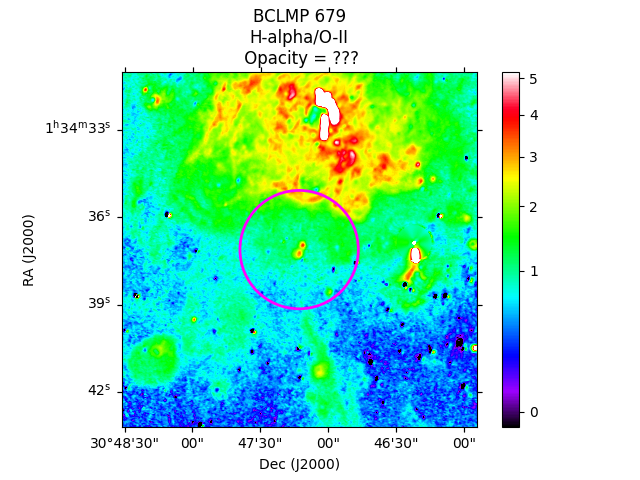 BCLMP 679
H-alpha/O-II
Opacity = ???
1ʰ34ᵐ33ˢ
36ˢ
39ˢ
42ˢ
RA (J2000)
30°48'30" 00" 47'30" 00" 46'30" 00"
Dec (J2000)
5
4
3
2
1
0